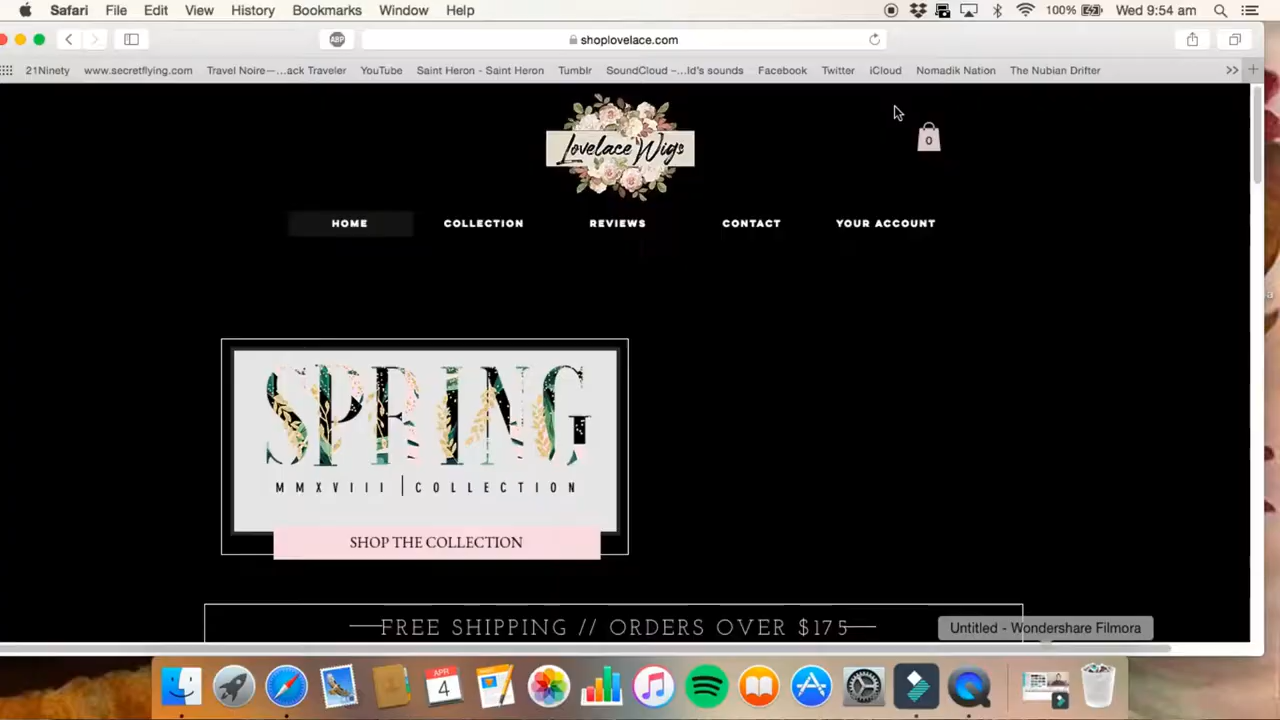 Safari File Edit View History Bookmarks Window Help 100% Wed 9:54 am
ABP shoplovelace.com
21Ninety www.secretflying.com Travel Noire—...ack Traveler YouTube Saint Heron - Saint Heron Tumblr SoundCloud –...ld's sounds Facebook Twitter iCloud Nomadik Nation The Nubian Drifter >>
Lovelace Wigs
0
HOME COLLECTION REVIEWS CONTACT YOUR ACCOUNT
SPRING
MMXVIII | COLLECTION
SHOP THE COLLECTION
FREE SHIPPING // ORDERS OVER $175
Untitled - Wondershare Filmora
APR
4